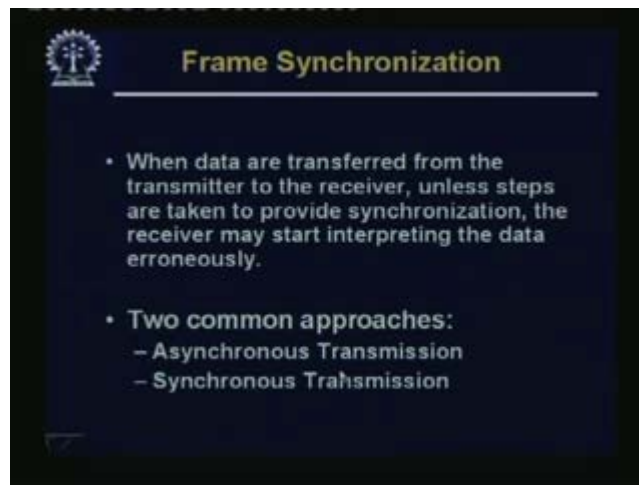 Frame Synchronization
• When data are transferred from the
transmitter to the receiver, unless steps
are taken to provide synchronization, the
receiver may start interpreting the data
erroneously.
• Two common approaches:
– Asynchronous Transmission
– Synchronous Transmission